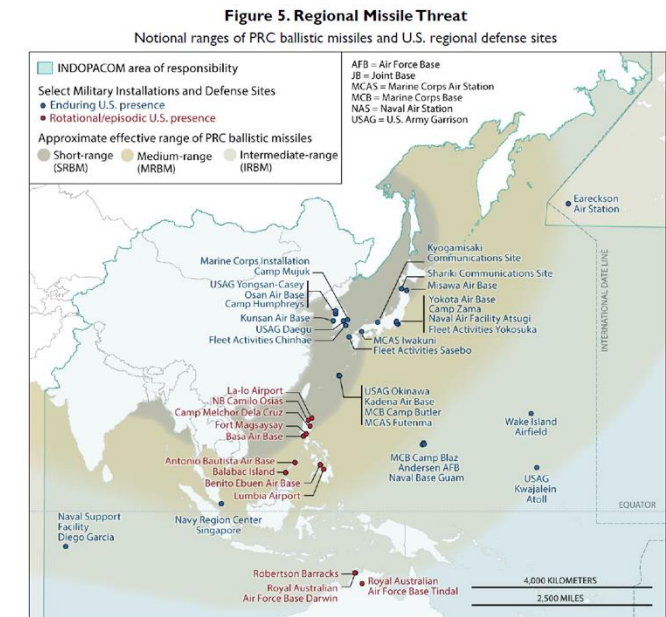 Figure 5. Regional Missile Threat
Notional ranges of PRC ballistic missiles and U.S. regional defense sites
INDOPACOM area of responsibility
Select Military Installations and Defense Sites
Enduring U.S. presence
Rotational/episodic U.S. presence
Approximate effective range of PRC ballistic missiles
Short-range
(SRBM)
Medium-range
(MRBM)
Intermediate-range
(IRBM)
AFB = Air Force Base
JB = Joint Base
MCAS = Marine Corps Air Station
MCB = Marine Corps Base
NAS = Naval Air Station
USAG = U.S. Army Garrison
Eareckson
Air Station
INTERNATIONAL DATE LINE
Kyogamisaki
Communications Site
Shariki Communications Site
Misawa Air Base
Marine Corps Installation
Camp Mujuk
USAG Yongsan-Casey
Osan Air Base
Camp Humphreys
Kunsan Air Base
USAG Daegu
Fleet Activities Chinhae
Yokota Air Base
Camp Zama
Naval Air Facility Atsugi
Fleet Activities Yokosuka
MCAS Iwakuni
Fleet Activities Sasebo
La-lo Airport
NB Camilo Osias
Camp Melchor Dela Cruz
Fort Magsaysay
Basa Air Base
USAG Okinawa
Kadena Air Base
MCB Camp Butler
MCAS Futenma
Wake Island
Airfield
Antonio Bautista Air Base
Balabac Island
Benito Ebuen Air Base
Lumbia Airport
MCB Camp Blaz
Andersen AFB
Naval Base Guam
USAG
Kwajalein
Atoll
EQUATOR
Naval Support
Facility
Diego Garcia
Navy Region Center
Singapore
Robertson Barracks
Royal Australian
Air Force Base Darwin
Royal Australian
Air Force Base Tindal
4,000 KILOMETERS
2,500 MILES